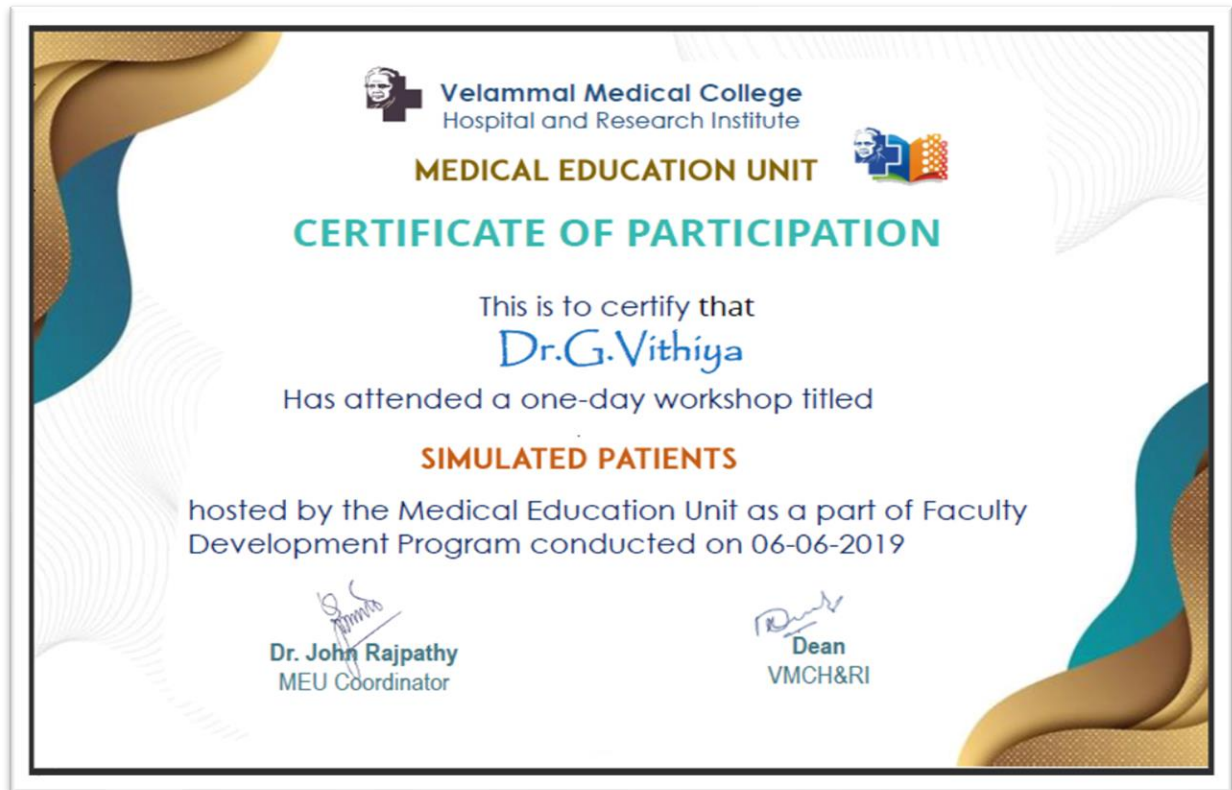 Velammal Medical College
Hospital and Research Institute
MEDICAL EDUCATION UNIT
CERTIFICATE OF PARTICIPATION
This is to certify that
Dr.G.Vithiya
Has attended a one-day workshop titled
SIMULATED PATIENTS
hosted by the Medical Education Unit as a part of Faculty
Development Program conducted on 06-06-2019
Dr. John Rajpathy
MEU Coordinator
Dean
VMCH&RI